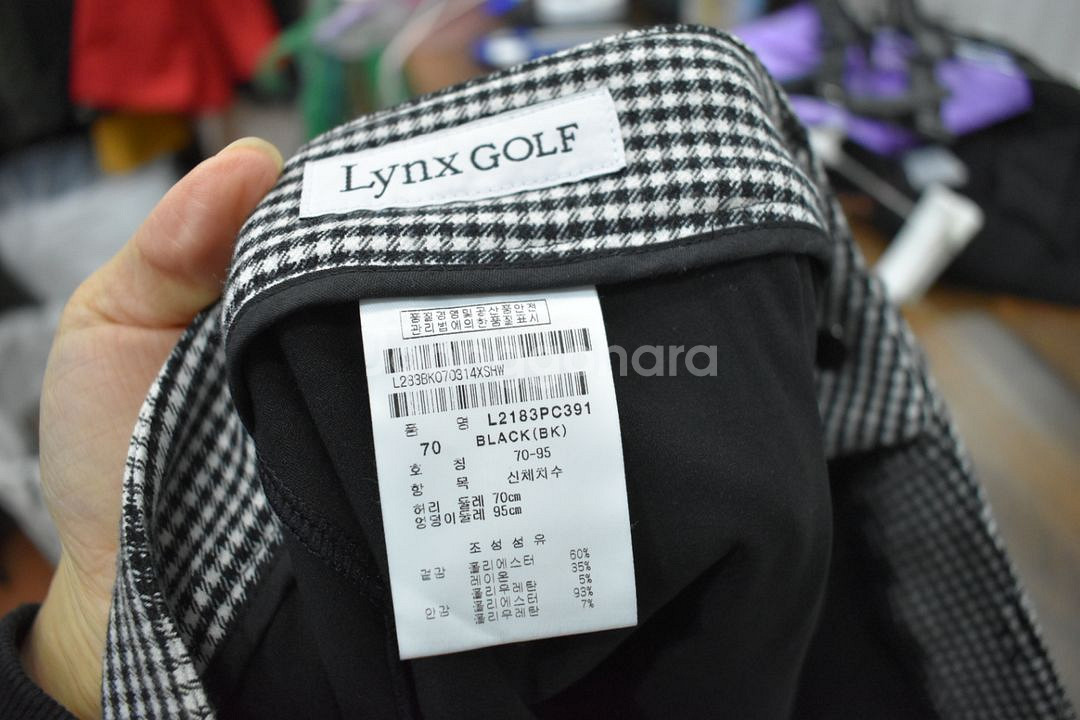 Lynx GOLF
품질경영및공산품안전
관리법에의한품질표시
L283BK070314XSHW
품 명 L2183PC391
70 BLACK(BK)
호 칭 70-95
항 목 신체치수
허리 둘레 70cm
엉덩이둘레 95cm
조성섬유
겉감 폴리에스터 60%
레이온 35%
폴리우레탄 5%
안감 폴리에스터 93%
폴리우레탄 7%
hara